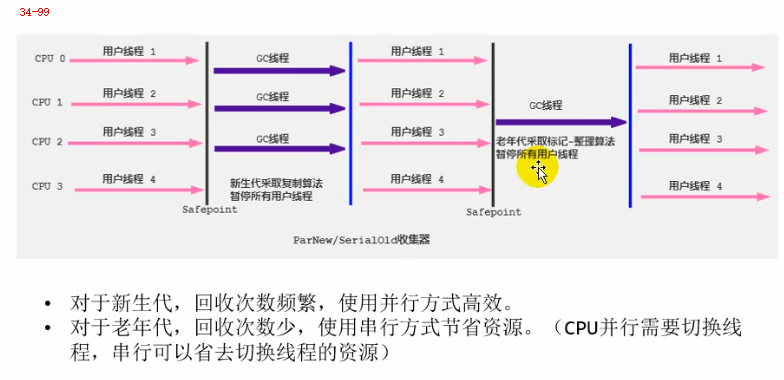 34-99
用户线程 1
GC线程
用户线程 1
用户线程 1
CPU 0
用户线程 2
GC线程
用户线程 2
GC线程
用户线程 2
CPU 1
用户线程 3
GC线程
用户线程 3
老年代采取标记-整理算法
暂停所有用户线程
用户线程 3
CPU 2
用户线程 4
新生代采取复制算法
暂停所有用户线程
用户线程 4
用户线程 4
CPU 3
Safepoint
Safepoint
ParNew/SerialOld收集器
• 对于新生代，回收次数频繁，使用并行方式高效。
• 对于老年代，回收次数少，使用串行方式节省资源。（CPU并行需要切换线
程，串行可以省去切换线程的资源）